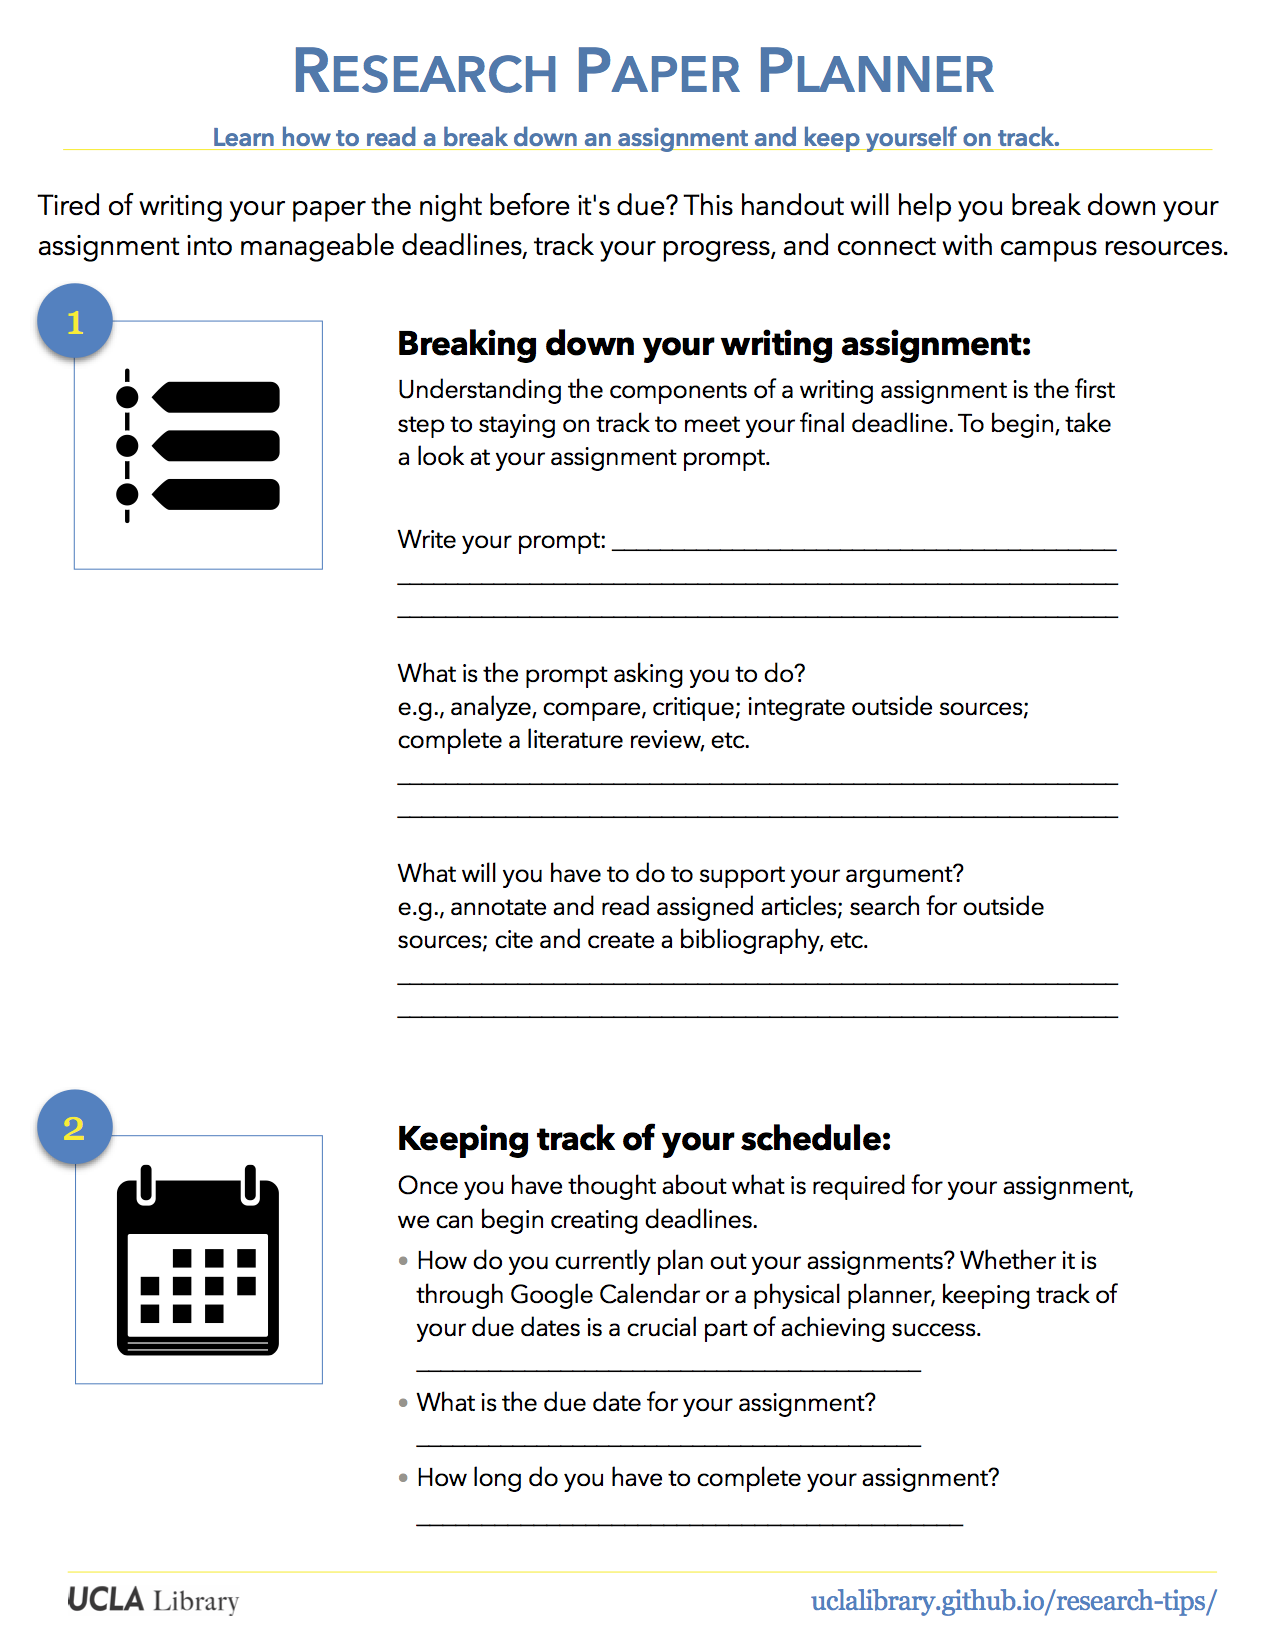 RESEARCH PAPER PLANNER
Learn how to read a break down an assignment and keep yourself on track.
Tired of writing your paper the night before it's due? This handout will help you break down your
assignment into manageable deadlines, track your progress, and connect with campus resources.
1
Breaking down your writing assignment:
Understanding the components of a writing assignment is the first
step to staying on track to meet your final deadline. To begin, take
a look at your assignment prompt.
Write your prompt:
What is the prompt asking you to do?
e.g., analyze, compare, critique; integrate outside sources;
complete a literature review, etc.
What will you have to do to support your argument?
e.g., annotate and read assigned articles; search for outside
sources; cite and create a bibliography, etc.
2
Keeping track of your schedule:
Once you have thought about what is required for your assignment,
we can begin creating deadlines.
• How do you currently plan out your assignments? Whether it is
through Google Calendar or a physical planner, keeping track of
your due dates is a crucial part of achieving success.
• What is the due date for your assignment?
• How long do you have to complete your assignment?
UCLA Library
uclalibrary.github.io/research-tips/